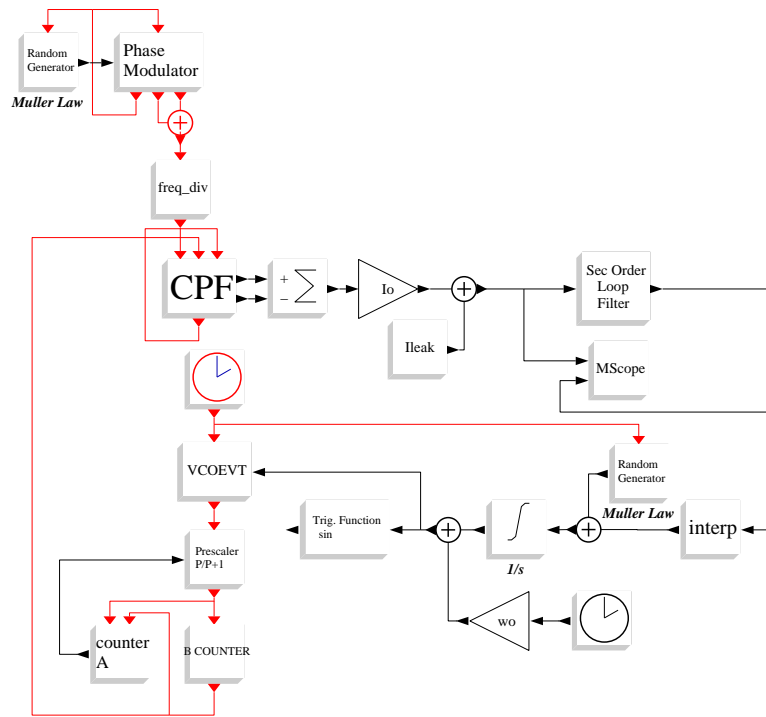 Random
Generator
Muller Law
Phase
Modulator
+
freq_div
CPF
+
−
Σ
Io
+
Ileak
Sec Order
Loop
Filter
MScope
VCOEVT
Random
Generator
Muller Law
Trig. Function
sin
+
∫
1/s
+
interp
Prescaler
P/P+1
wo
counter
A
B COUNTER